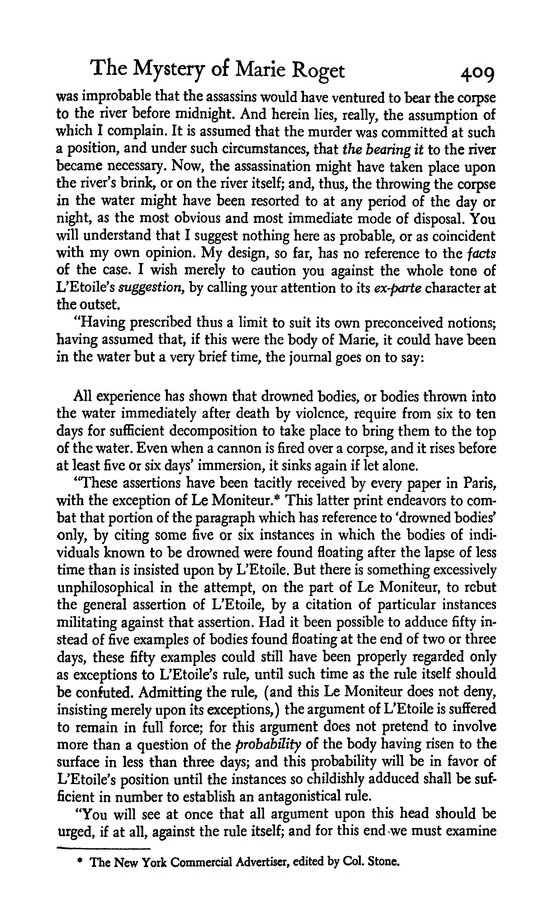 The Mystery of Marie Roget 409
was improbable that the assassins would have ventured to bear the corpse
to the river before midnight. And herein lies, really, the assumption of
which I complain. It is assumed that the murder was committed at such
a position, and under such circumstances, that the bearing it to the river
became necessary. Now, the assassination might have taken place upon
the river's brink, or on the river itself; and, thus, the throwing the corpse
in the water might have been resorted to at any period of the day or
night, as the most obvious and most immediate mode of disposal. You
will understand that I suggest nothing here as probable, or as coincident
with my own opinion. My design, so far, has no reference to the facts
of the case. I wish merely to caution you against the whole tone of
L'Etoile's suggestion, by calling your attention to its ex-parte character at
the outset.
"Having prescribed thus a limit to suit its own preconceived notions;
having assumed that, if this were the body of Marie, it could have been
in the water but a very brief time, the journal goes on to say:
All experience has shown that drowned bodies, or bodies thrown into
the water immediately after death by violence, require from six to ten
days for sufficient decomposition to take place to bring them to the top
of the water. Even when a cannon is fired over a corpse, and it rises before
at least five or six days' immersion, it sinks again if let alone.
"These assertions have been tacitly received by every paper in Paris,
with the exception of Le Moniteur.* This latter print endeavors to com-
bat that portion of the paragraph which has reference to 'drowned bodies'
only, by citing some five or six instances in which the bodies of indi-
viduals known to be drowned were found floating after the lapse of less
time than is insisted upon by L'Etoile. But there is something excessively
unphilosophical in the attempt, on the part of Le Moniteur, to rebut
the general assertion of L'Etoile, by a citation of particular instances
militating against that assertion. Had it been possible to adduce fifty in-
stead of five examples of bodies found floating at the end of two or three
days, these fifty examples could still have been properly regarded only
as exceptions to L'Etoile's rule, until such time as the rule itself should
be confuted. Admitting the rule, (and this Le Moniteur does not deny,
insisting merely upon its exceptions,) the argument of L'Etoile is suffered
to remain in full force; for this argument does not pretend to involve
more than a question of the probability of the body having risen to the
surface in less than three days; and this probability will be in favor of
L'Etoile's position until the instances so childishly adduced shall be suf-
ficient in number to establish an antagonistical rule.
"You will see at once that all argument upon this head should be
urged, if at all, against the rule itself; and for this end we must examine
* The New York Commercial Advertiser, edited by Col. Stone.